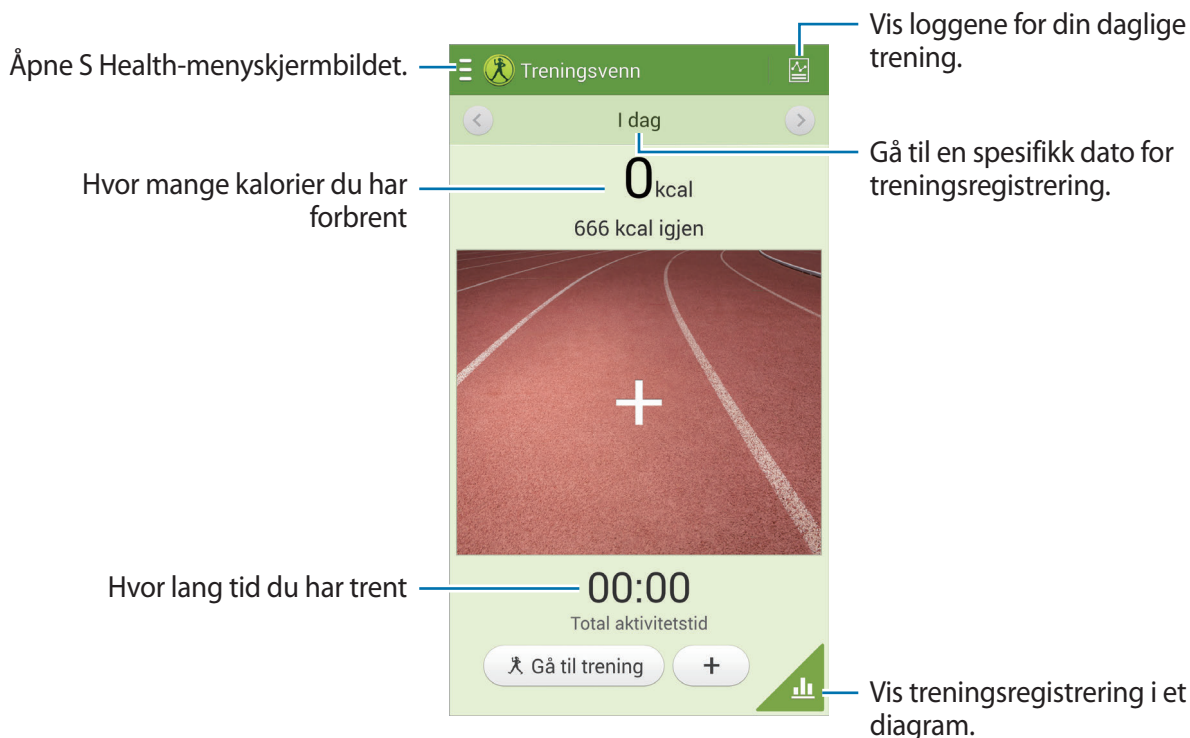 Vis loggene for din daglige
trening.
Åpne S Health-menyskjermbildet.
Treningsvenn
I dag
Gå til en spesifikk dato for
treningsregistrering.
Hvor mange kalorier du har
forbrent
0 kcal
666 kcal igjen
Hvor lang tid du har trent
00:00
Total aktivitetstid
Gå til trening
+
Vis treningsregistrering i et
diagram.